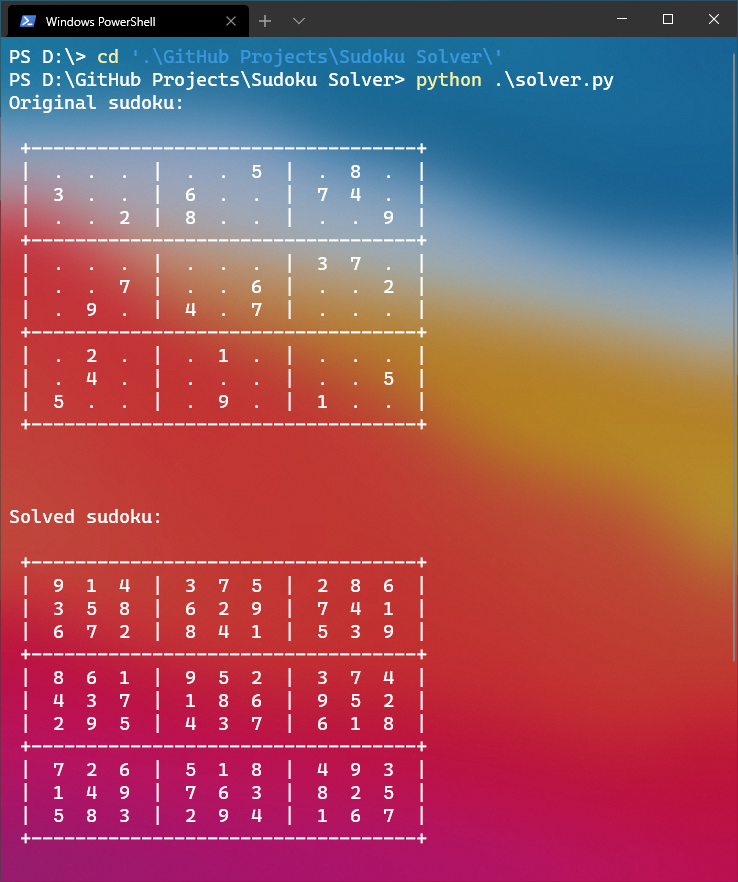 Windows PowerShell
PS D:\> cd '.\GitHub Projects\Sudoku Solver\'
PS D:\GitHub Projects\Sudoku Solver> python .\solver.py
Original sudoku:
+-----------------------------------+
|  .  .  .  |  .  .  5  |  .  8  .  |
|  3  .  .  |  6  .  .  |  7  4  .  |
|  .  .  2  |  8  .  .  |  .  .  9  |
+-----------------------------------+
|  .  .  .  |  .  .  .  |  3  7  .  |
|  .  .  7  |  .  .  6  |  .  .  2  |
|  .  9  .  |  4  .  7  |  .  .  .  |
+-----------------------------------+
|  .  2  .  |  .  1  .  |  .  .  .  |
|  .  4  .  |  .  .  .  |  .  .  5  |
|  5  .  .  |  .  9  .  |  1  .  .  |
+-----------------------------------+
Solved sudoku:
+-----------------------------------+
|  9  1  4  |  3  7  5  |  2  8  6  |
|  3  5  8  |  6  2  9  |  7  4  1  |
|  6  7  2  |  8  4  1  |  5  3  9  |
+-----------------------------------+
|  8  6  1  |  9  5  2  |  3  7  4  |
|  4  3  7  |  1  8  6  |  9  5  2  |
|  2  9  5  |  4  3  7  |  6  1  8  |
+-----------------------------------+
|  7  2  6  |  5  1  8  |  4  9  3  |
|  1  4  9  |  7  6  3  |  8  2  5  |
|  5  8  3  |  2  9  4  |  1  6  7  |
+-----------------------------------+